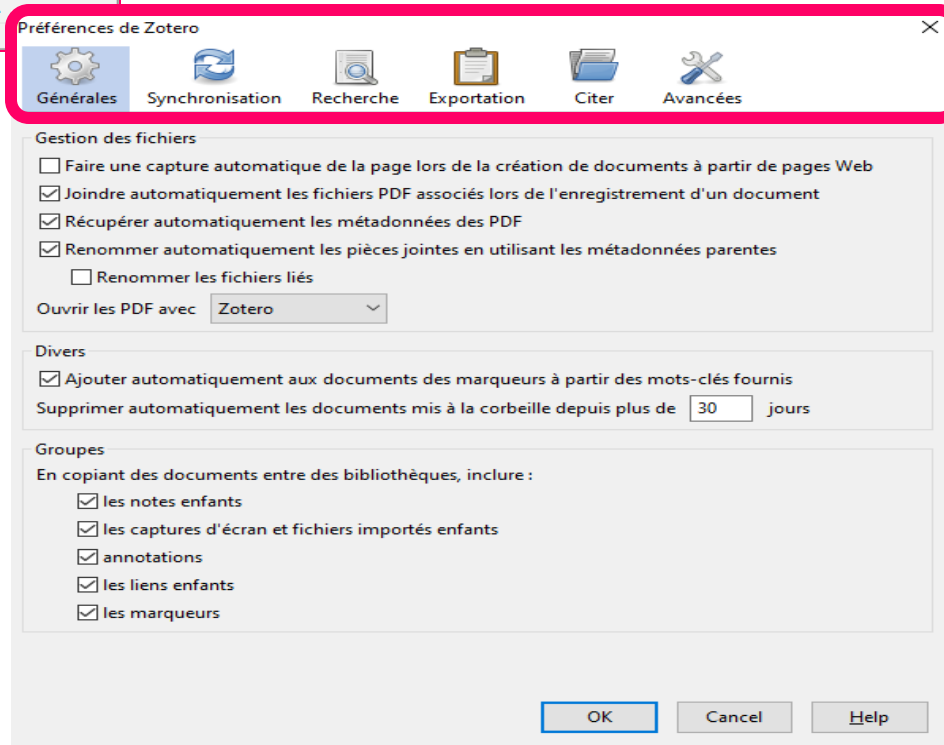 Préférences de Zotero
Générales Synchronisation Recherche Exportation Citer Avancées
Gestion des fichiers
Faire une capture automatique de la page lors de la création de documents à partir de pages Web
Joindre automatiquement les fichiers PDF associés lors de l'enregistrement d'un document
Récupérer automatiquement les métadonnées des PDF
Renommer automatiquement les pièces jointes en utilisant les métadonnées parentes
Renommer les fichiers liés
Ouvrir les PDF avec Zotero
Divers
Ajouter automatiquement aux documents des marqueurs à partir des mots-clés fournis
Supprimer automatiquement les documents mis à la corbeille depuis plus de 30 jours
Groupes
En copiant des documents entre des bibliothèques, inclure :
les notes enfants
les captures d'écran et fichiers importés enfants
annotations
les liens enfants
les marqueurs
OK Cancel Help